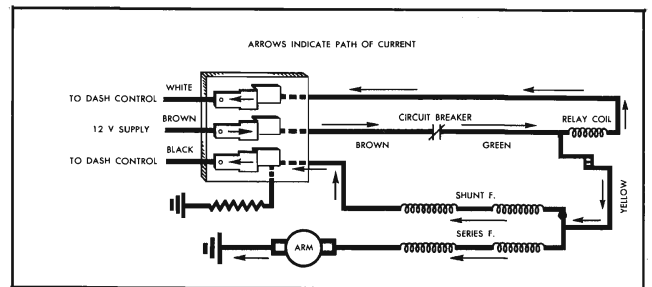 ARROWS INDICATE PATH OF CURRENT
WHITE
TO DASH CONTROL
BROWN
12 V SUPPLY
BLACK
TO DASH CONTROL
CIRCUIT BREAKER
RELAY COIL
BROWN
GREEN
YELLOW
SHUNT F.
SERIES F.
ARM